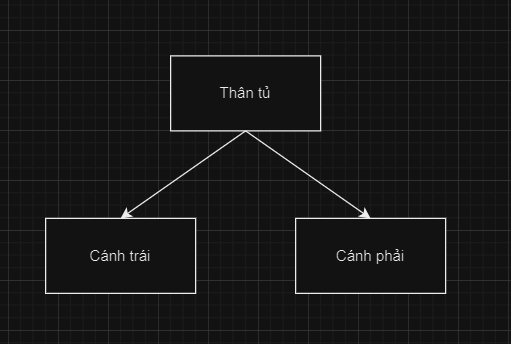 Thân tủ
Cánh trái
Cánh phải